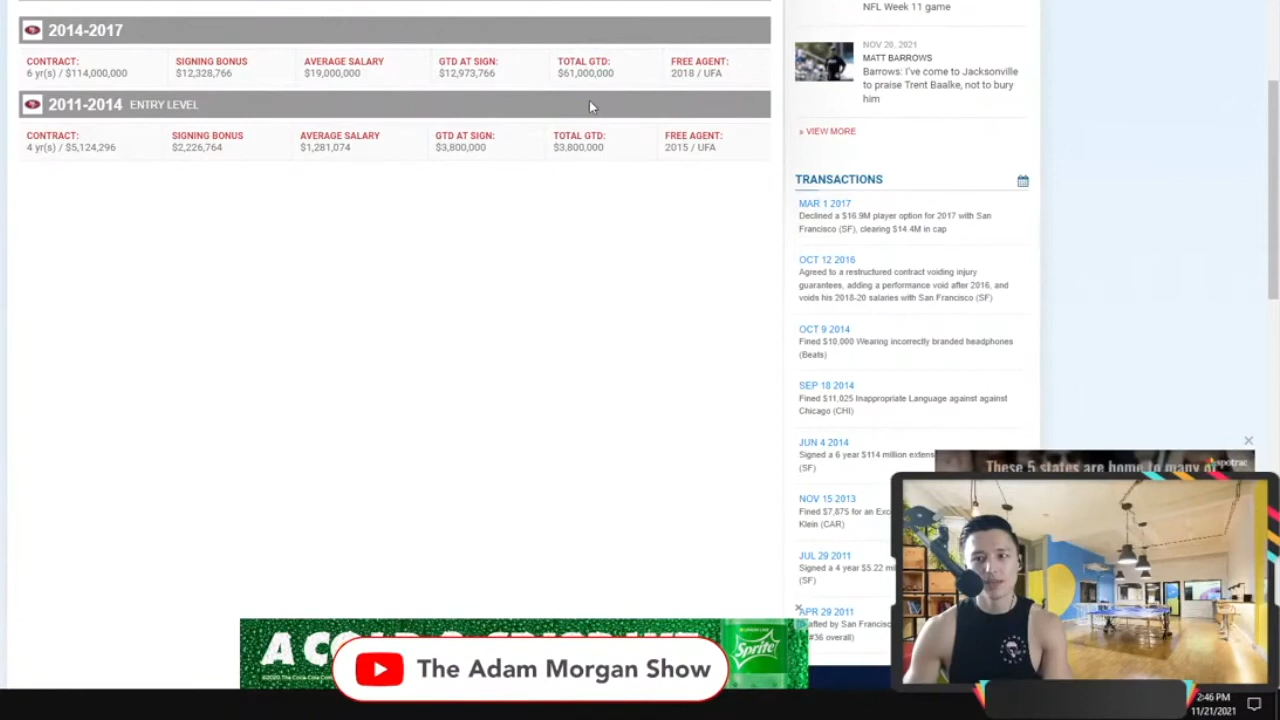 2014-2017
CONTRACT: SIGNING BONUS AVERAGE SALARY GTD AT SIGN: TOTAL GTD: FREE AGENT:
6 yr(s) / $114,000,000 $12,328,766 $19,000,000 $12,973,766 $61,000,000 2018 / UFA
2011-2014 ENTRY LEVEL
CONTRACT: SIGNING BONUS AVERAGE SALARY GTD AT SIGN: TOTAL GTD: FREE AGENT:
4 yr(s) / $5,124,296 $2,226,764 $1,281,074 $3,800,000 $3,800,000 2015 / UFA
NFL Week 11 game
NOV 20, 2021
MATT BARROWS
Barrows: I've come to Jacksonville
to praise Trent Baalke, not to bury
him
» VIEW MORE
TRANSACTIONS
MAR 1 2017
Declined a $16.9M player option for 2017 with San
Francisco (SF), clearing $14.4M in cap
OCT 12 2016
Agreed to a restructured contract voiding injury
guarantees, adding a performance void after 2016, and
voids his 2018-20 salaries with San Francisco (SF)
OCT 9 2014
Fined $10,000 Wearing incorrectly branded headphones
(Beats)
SEP 18 2014
Fined $11,025 Inappropriate Language against against
Chicago (CHI)
JUN 4 2014
Signed a 6 year $114 million extens
(SF)
NOV 15 2013
Fined $7,875 for an Exc
Klein (CAR)
JUL 29 2011
Signed a 4 year $5.22 mi
(SF)
APR 29 2011
afted by San Francisc
#36 overall)
These 5 states are home to many of
spotrac
A CO
Sprite
The Adam Morgan Show
2:46 PM
11/21/2021